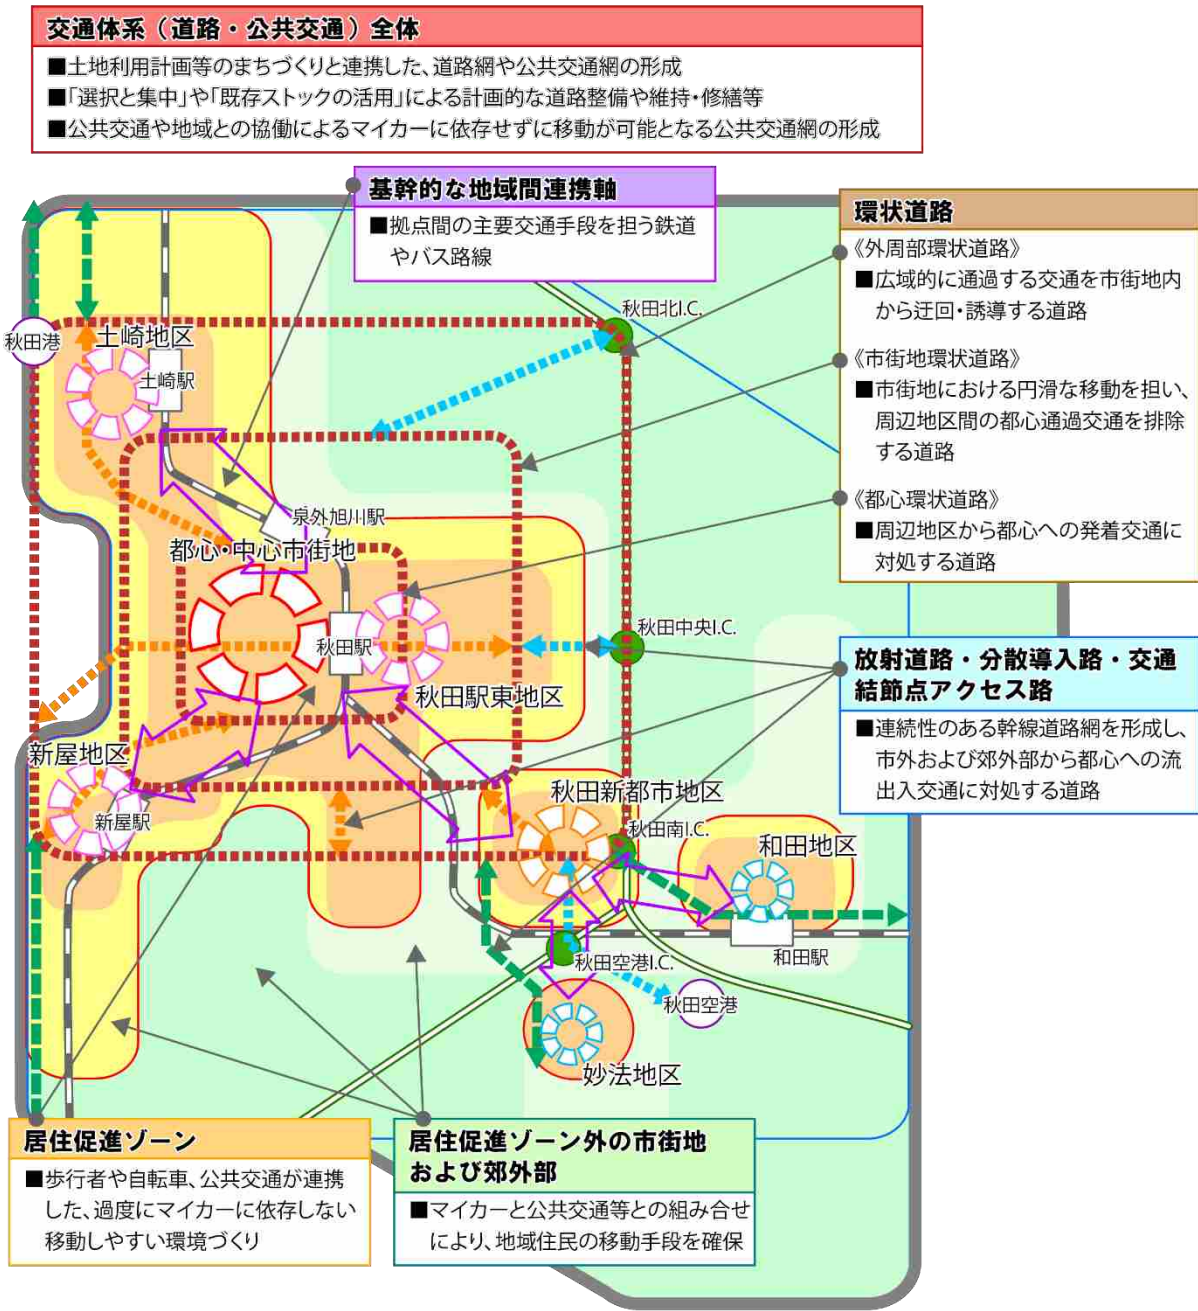 交通体系（道路・公共交通）全体
■土地利用計画等のまちづくりと連携した、道路網や公共交通網の形成
■「選択と集中」や「既存ストックの活用」による計画的な道路整備や維持・修繕等
■公共交通や地域との協働によるマイカーに依存せずに移動が可能となる公共交通網の形成
基幹的な地域間連携軸
■拠点間の主要交通手段を担う鉄道
やバス路線
環状道路
《外周部環状道路》
■広域的に通過する交通を市街地内
から迂回・誘導する道路
《市街地環状道路》
■市街地における円滑な移動を担い、
周辺地区間の都心通過交通を排除
する道路
《都心環状道路》
■周辺地区から都心への発着交通に
対処する道路
秋田北I.C.
秋田港
土崎地区
土崎駅
泉外旭川駅
都心・中心市街地
秋田駅
秋田中央I.C.
秋田駅東地区
放射道路・分散導入路・交通
結節点アクセス路
■連続性のある幹線道路網を形成し、
市外および郊外部から都心への流
出入交通に対処する道路
新屋地区
新屋駅
秋田新都市地区
秋田南I.C.
和田地区
和田駅
秋田空港I.C.
秋田空港
妙法地区
居住促進ゾーン
■歩行者や自転車、公共交通が連携
した、過度にマイカーに依存しない
移動しやすい環境づくり
居住促進ゾーン外の市街地
および郊外部
■マイカーと公共交通等との組み合せ
により、地域住民の移動手段を確保